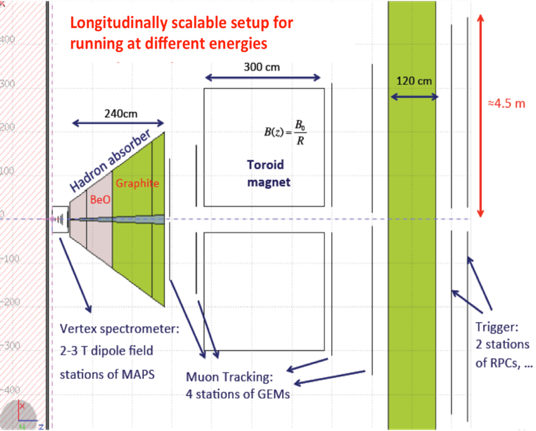 Longitudinally scalable setup for
running at different energies
300 cm
120 cm
≈4.5 m
240cm
Hadron absorber
BeO
Graphite
B(z) = B₀/R
Toroid
magnet
400
300
200
100
0
-100
-200
-300
-400
Vertex spectrometer:
2-3 T dipole field
stations of MAPS
Muon Tracking:
4 stations of GEMs
Trigger:
2 stations
of RPCs, ...
X
Z